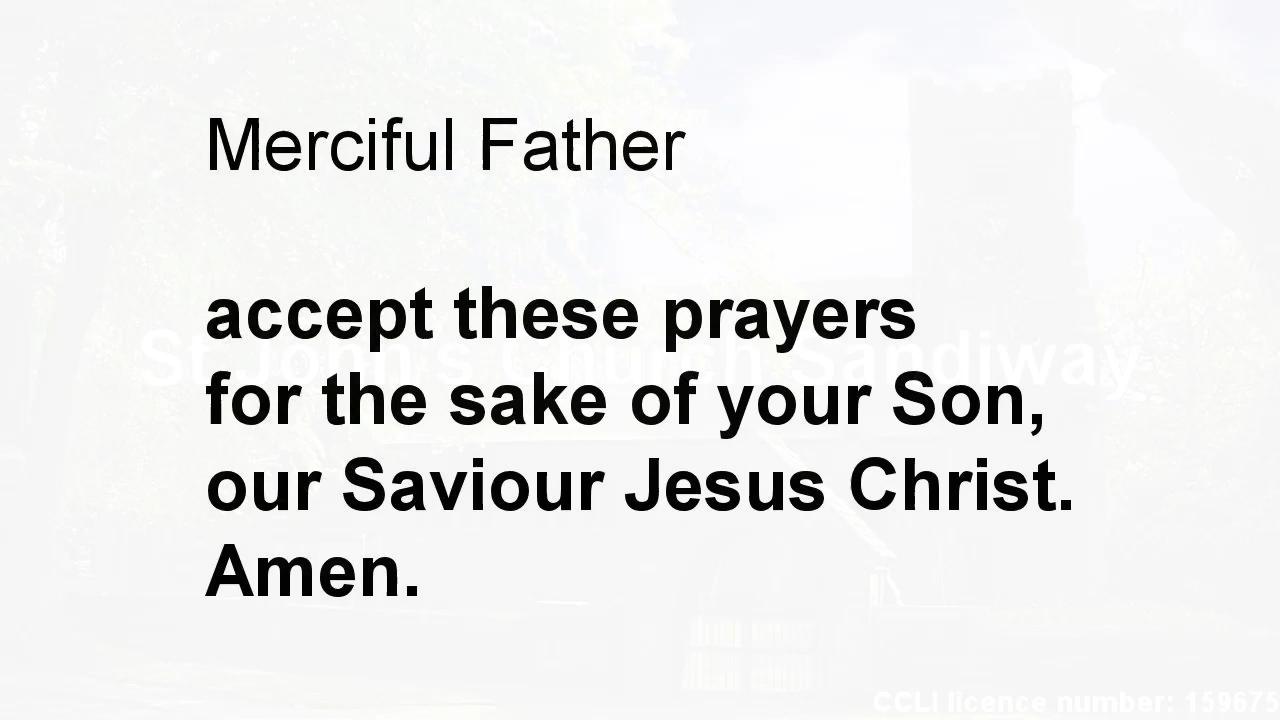 Merciful Father
accept these prayers
St John's Church Sandiway
for the sake of your Son,
our Saviour Jesus Christ.
Amen.
CCLI licence number: 159675